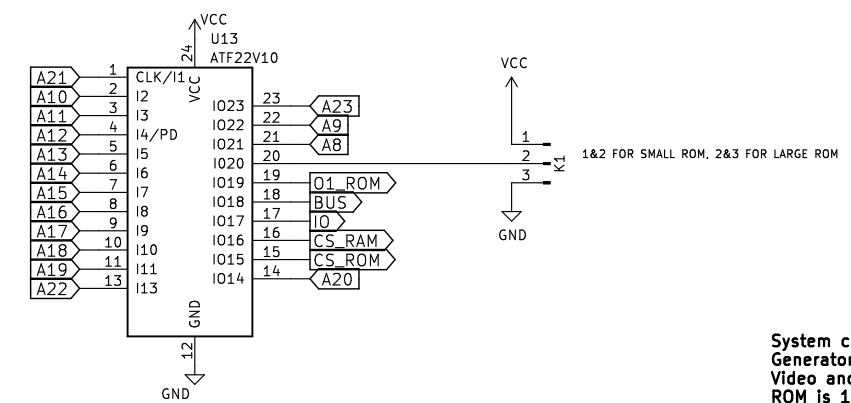 VCC
U13
ATF22V10
24
VCC
A21 1 CLK/I1
A10 2 I2
A11 3 I3
A12 4 I4/PD
A13 5 I5
A14 6 I6
A15 7 I7
A16 8 I8
A17 9 I9
A18 10 I10
A19 11 I11
A22 13 I13
IO23 23 A23
IO22 22 A9
IO21 21 A8
IO20 20
IO19 19 O1_ROM
IO18 18 BUS
IO17 17 IO
IO16 16 CS_RAM
IO15 15 CS_ROM
IO14 14 A20
GND
12
GND
VCC
1
2
3
K1
1&2 FOR SMALL ROM, 2&3 FOR LARGE ROM
GND
System c
Generator
Video and
ROM is 1